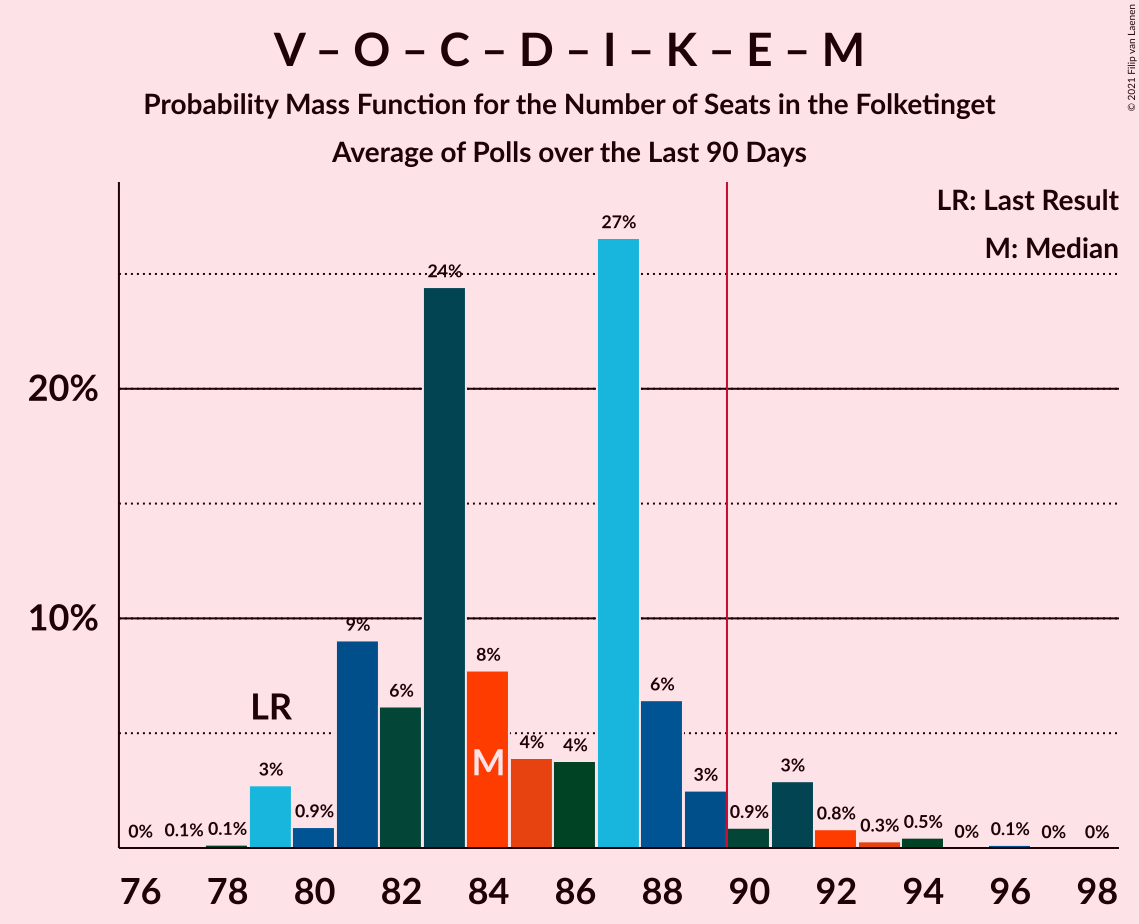 V – O – C – D – I – K – E – M
Probability Mass Function for the Number of Seats in the Folketinget
Average of Polls over the Last 90 Days
© 2021 Filip van Laenen
LR: Last Result
M: Median
27%
24%
20%
10%
9%
8%
6%
6%
LR
4%
4%
3%
3%
3%
0.9%
0.9%
0.8%
0.3%
0.5%
0%
0.1%
0.1%
0%
0.1%
0%
0%
M
76 78 80 82 84 86 88 90 92 94 96 98